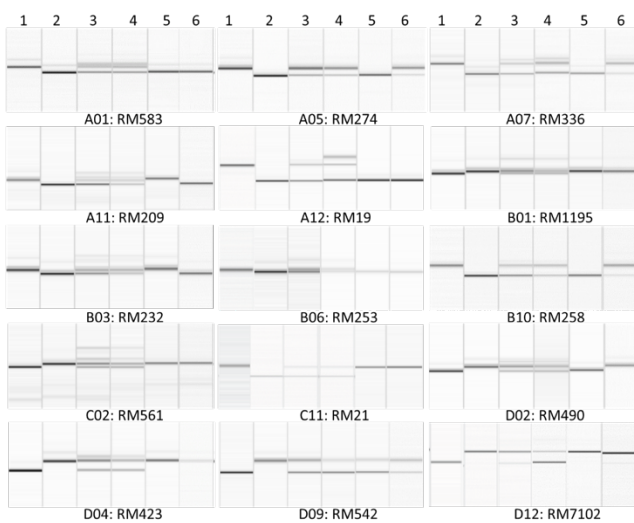 1 2 3 4 5 6 1 2 3 4 5 6 1 2 3 4 5 6
A01: RM583 A05: RM274 A07: RM336
A11: RM209 A12: RM19 B01: RM1195
B03: RM232 B06: RM253 B10: RM258
C02: RM561 C11: RM21 D02: RM490
D04: RM423 D09: RM542 D12: RM7102